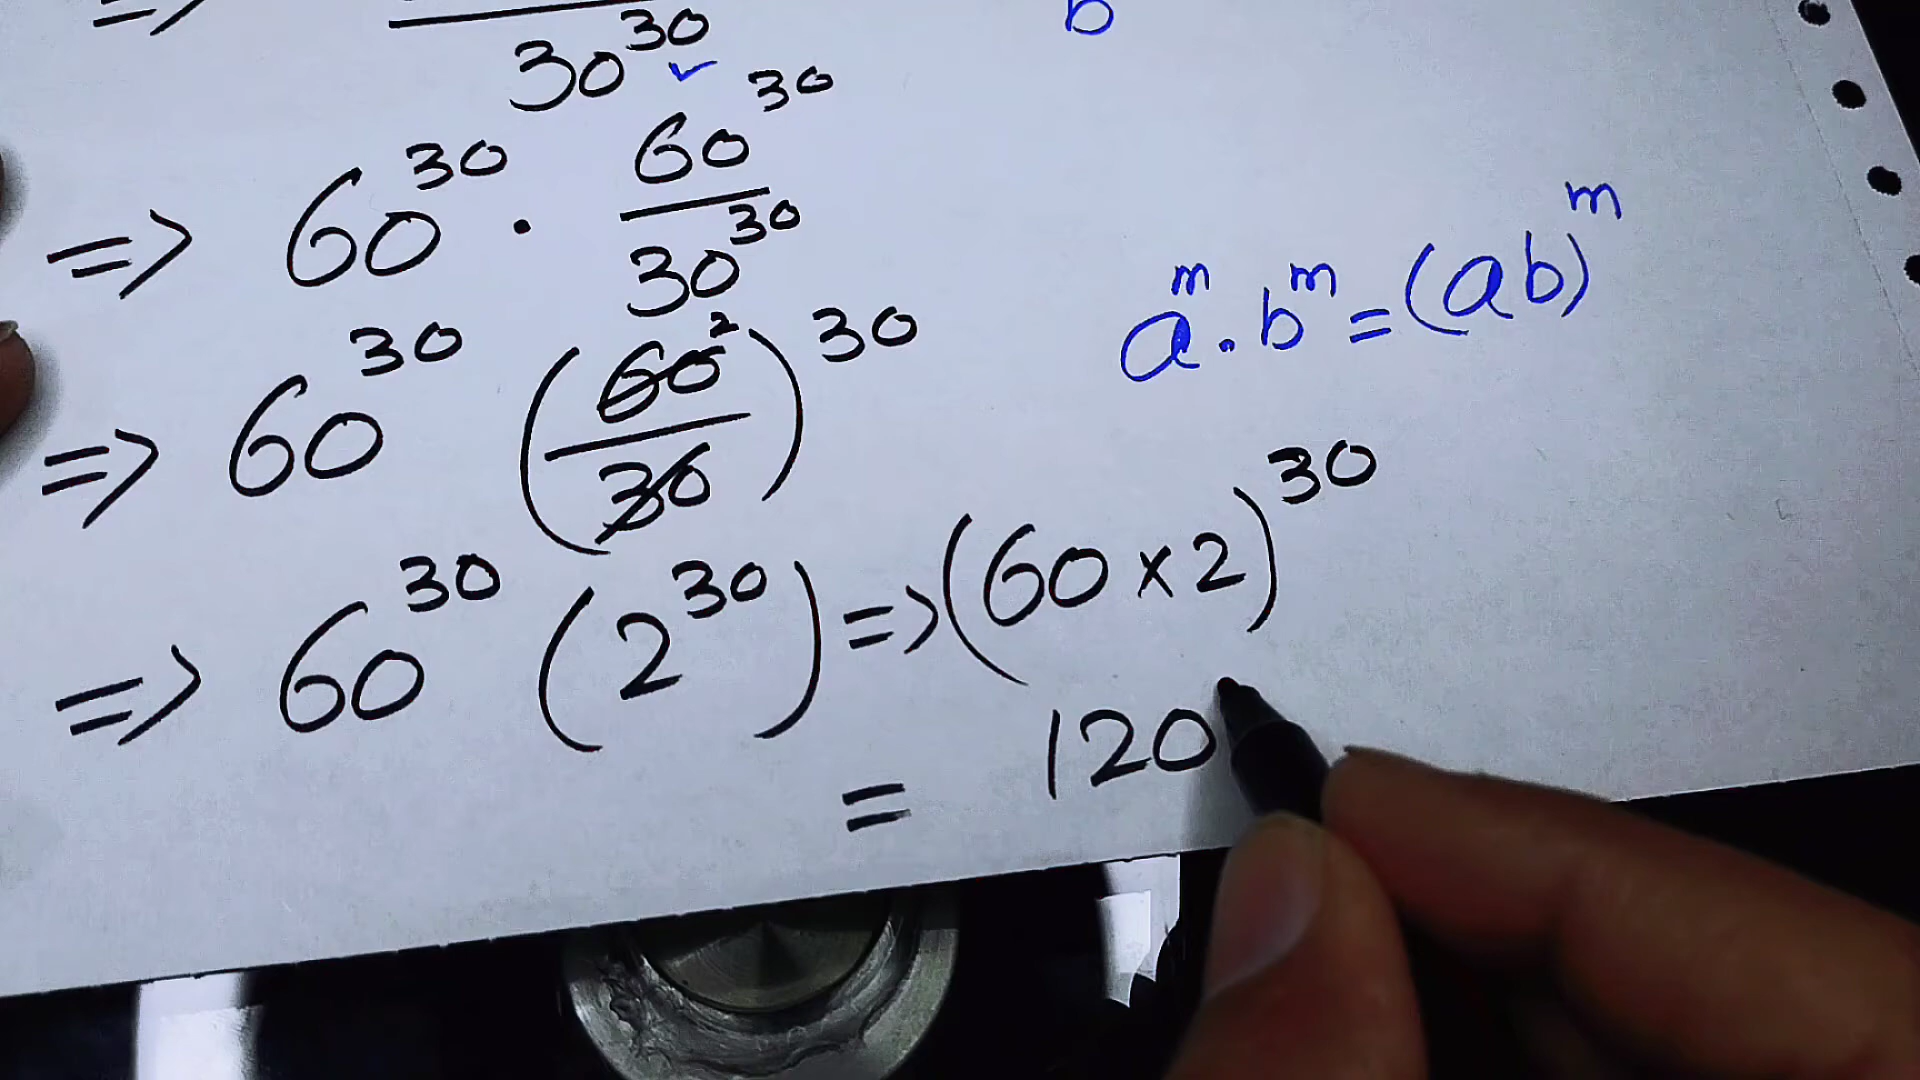 => 30^30 b
=> 60^30 · 60^30 / 30^30
a^m · b^m = (ab)^m
=> 60^30 (60^2 / 30)^30
=> 60^30 (2^30) => (60 × 2)^30
= 120